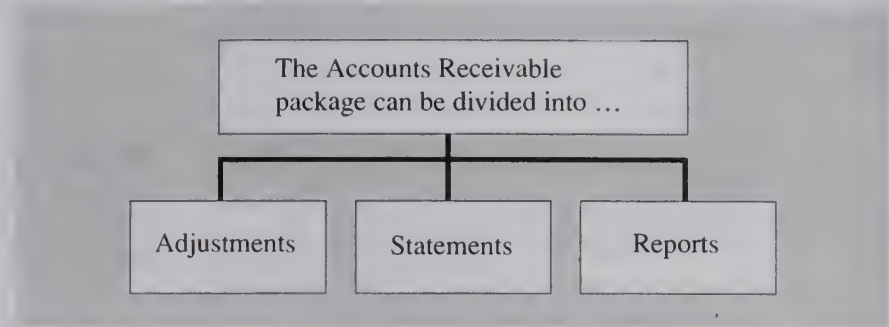 The Accounts Receivable
package can be divided into ...
Adjustments
Statements
Reports